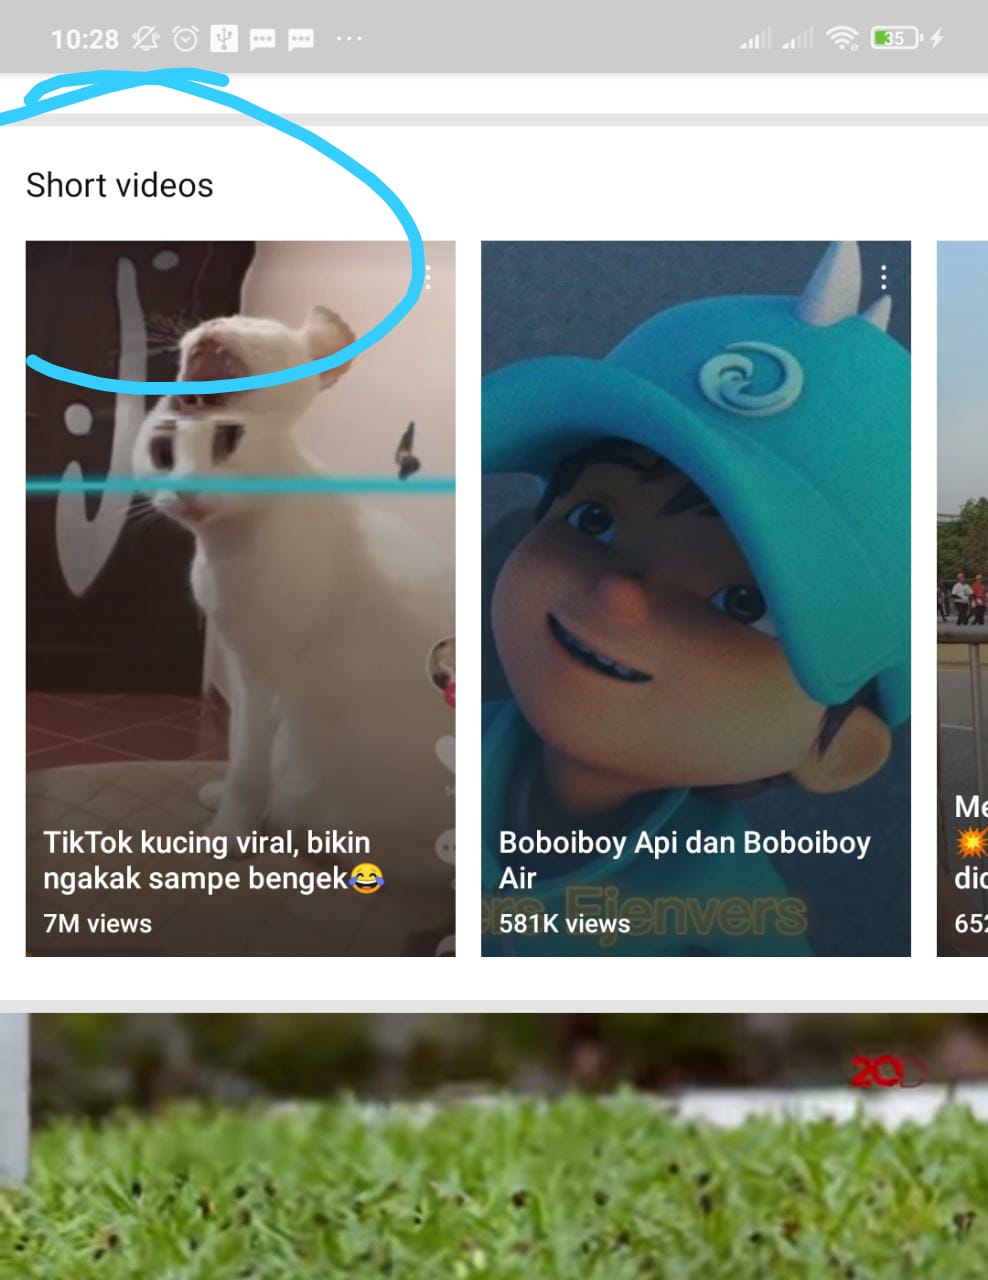 10:28
35
Short videos
TikTok kucing viral, bikin
ngakak sampe bengek😂
7M views
Boboiboy Api dan Boboiboy
Air
Ejenvers
581K views
Me
💥
did
652
20D